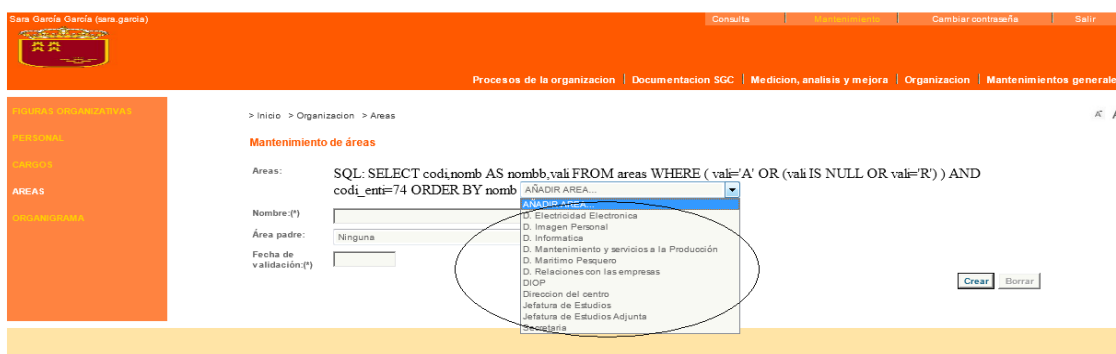 Sara García García (sara.garcia)
Consulta Mantenimiento Cambiar contraseña Salir
Procesos de la organizacion | Documentacion SGC | Medicion, analisis y mejora | Organizacion | Mantenimientos generale
FIGURAS ORGANIZATIVAS
PERSONAL
CARGOS
AREAS
ORGANIGRAMA
> Inicio > Organizacion > Areas
Mantenimiento de áreas
Areas: SQL: SELECT codi,nomb AS nombb,vali FROM areas WHERE ( vali='A' OR (vali IS NULL OR vali='R') ) AND
codi_enti=74 ORDER BY nomb AÑADIR AREA...
AÑADIR AREA...
D. Electricidad Electronica
D. Imagen Personal
D. Informatica
D. Mantenimiento y servicios a la Producción
D. Maritimo Pesquero
D. Relaciones con las empresas
DIOP
Direccion del centro
Jefatura de Estudios
Jefatura de Estudios Adjunta
Secretaria
Nombre:(*)
Área padre: Ninguna
Fecha de
validación:(*)
Crear Borrar